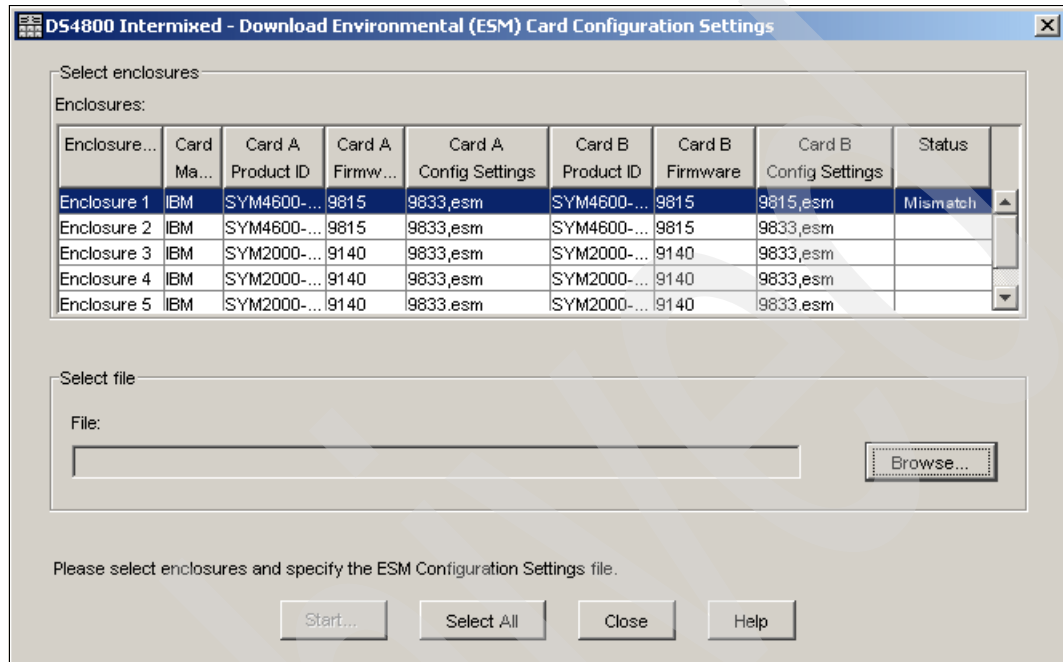 DS4800 Intermixed - Download Environmental (ESM) Card Configuration Settings
Select enclosures
Enclosures:
Enclosure... Card Card A Card A Card A Card B Card B Card B Status
Ma... Product ID Firmw... Config Settings Product ID Firmware Config Settings
Enclosure 1 IBM SYM4600-... 9815 9833,esm SYM4600-... 9815 9815,esm Mismatch
Enclosure 2 IBM SYM4600-... 9815 9833,esm SYM4600-... 9815 9833,esm
Enclosure 3 IBM SYM2000-... 9140 9833,esm SYM2000-... 9140 9833,esm
Enclosure 4 IBM SYM2000-... 9140 9833,esm SYM2000-... 9140 9833,esm
Enclosure 5 IBM SYM2000-... 9140 9833.esm SYM2000-... 9140 9833.esm
Select file
File:
Browse...
Please select enclosures and specify the ESM Configuration Settings file.
Start... Select All Close Help